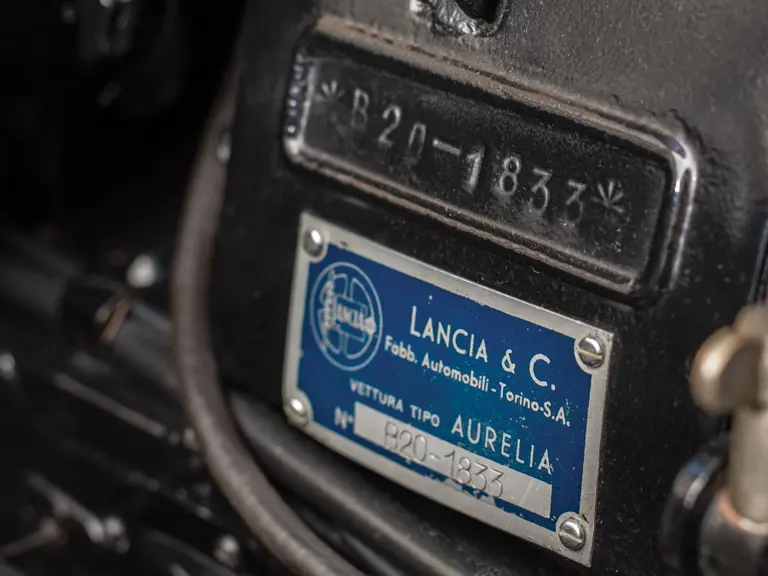 *B20-1833*
LANCIA
LANCIA & C.
Fabb. Automobili-Torino-S.A.
VETTURA TIPO AURELIA
N° B20-1833